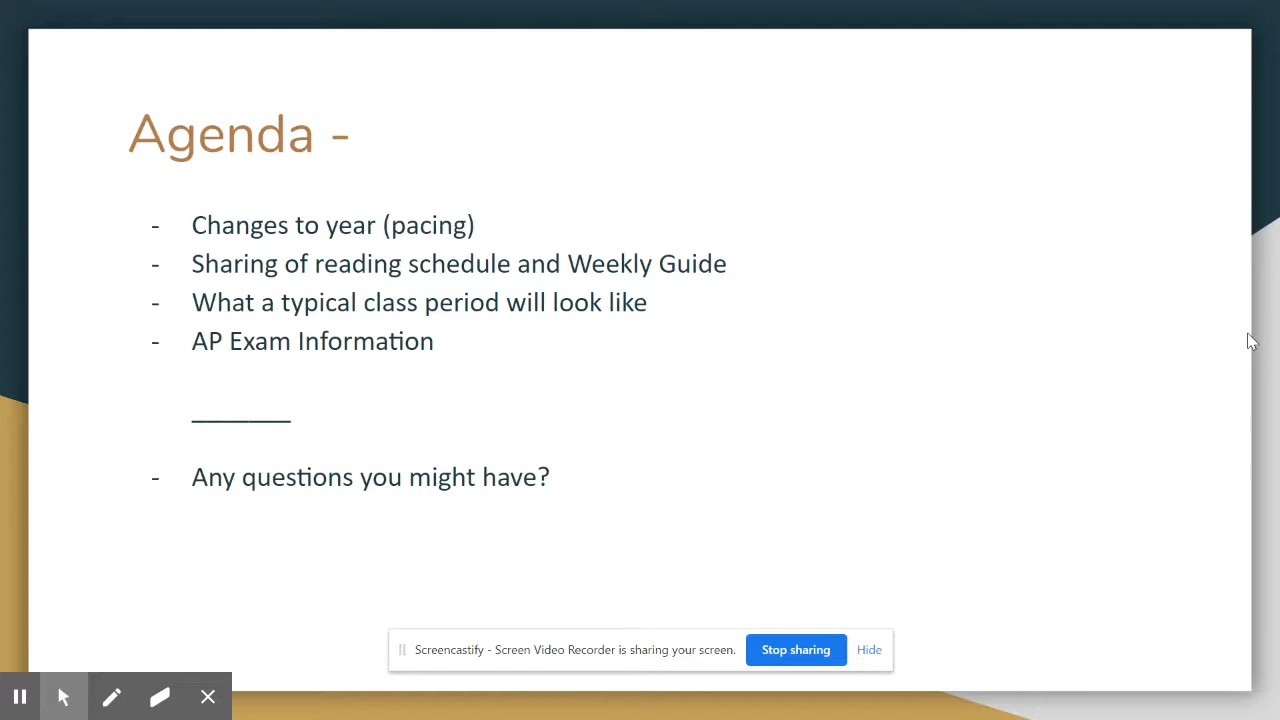 Agenda -
- Changes to year (pacing)
- Sharing of reading schedule and Weekly Guide
- What a typical class period will look like
- AP Exam Information
_______
- Any questions you might have?
Screencastify - Screen Video Recorder is sharing your screen. Stop sharing Hide